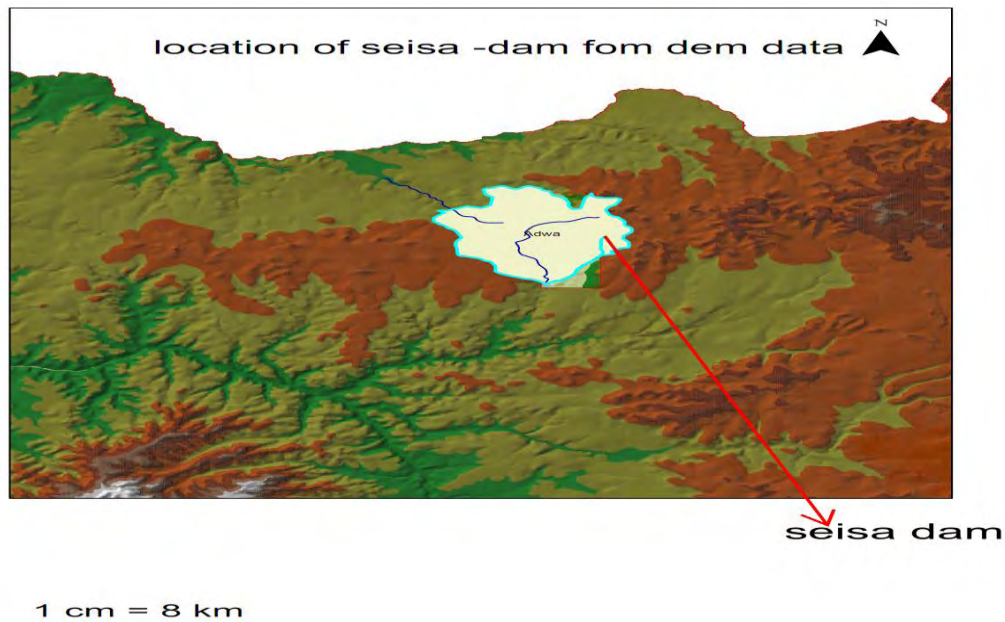 location of seisa -dam fom dem data
N
Adwa
seisa dam
1 cm = 8 km